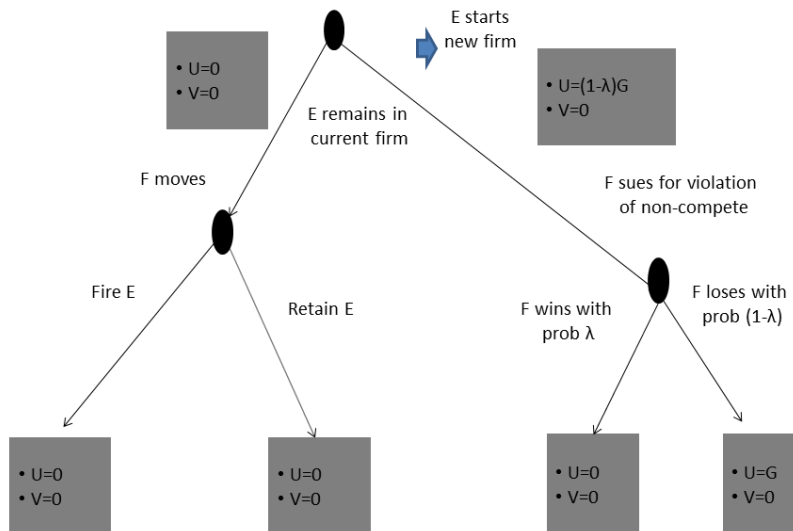 E starts
new firm
• U=0
• V=0
• U=(1-λ)G
• V=0
E remains in
current firm
F moves
F sues for violation
of non-compete
Fire E
Retain E
F wins with
prob λ
F loses with
prob (1-λ)
• U=0
• V=0
• U=0
• V=0
• U=0
• V=0
• U=G
• V=0